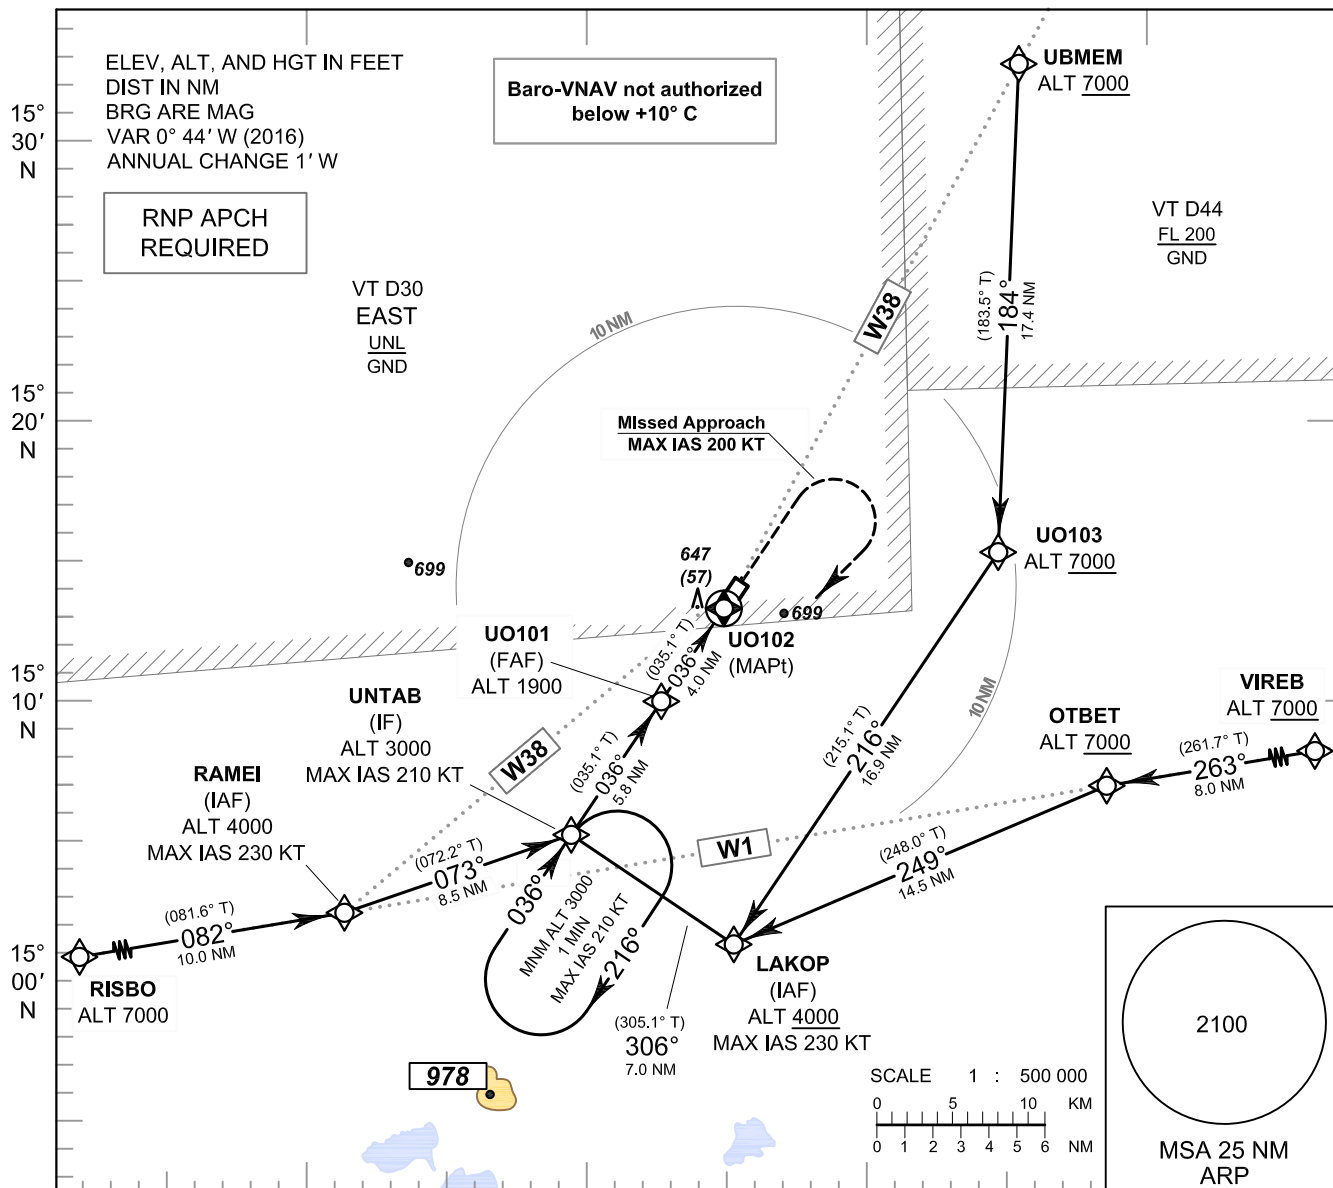 ELEV, ALT, AND HGT IN FEET
DIST IN NM
BRG ARE MAG
VAR 0° 44' W (2016)
ANNUAL CHANGE 1' W
RNP APCH
REQUIRED
Baro-VNAV not authorized
below +10° C
UBMEM
ALT 7000
15°
30'
N
VT D30
EAST
UNL
GND
VT D44
FL 200
GND
10 NM
W38
(183.5° T)
184°
17.4 NM
15°
20'
N
MIssed Approach
MAX IAS 200 KT
UO103
ALT 7000
699
647
(57)
699
UO102
(MAPt)
UO101
(FAF)
ALT 1900
(035.1° T)
036°
4.0 NM
15°
10'
N
UNTAB
(IF)
ALT 3000
MAX IAS 210 KT
W38
(035.1° T)
036°
5.8 NM
(215.1° T)
216°
16.9 NM
10 NM
OTBET
ALT 7000
VIREB
ALT 7000
(261.7° T)
263°
8.0 NM
RAMEI
(IAF)
ALT 4000
MAX IAS 230 KT
(072.2° T)
073°
8.5 NM
W1
(248.0° T)
249°
14.5 NM
(081.6° T)
082°
10.0 NM
036°
MNM ALT 3000
1 MIN
MAX IAS 210 KT
216°
15°
00'
N
RISBO
ALT 7000
LAKOP
(IAF)
ALT 4000
MAX IAS 230 KT
(305.1° T)
306°
7.0 NM
978
SCALE 1 : 500 000
0 5 10 KM
0 1 2 3 4 5 6 NM
2100
MSA 25 NM
ARP